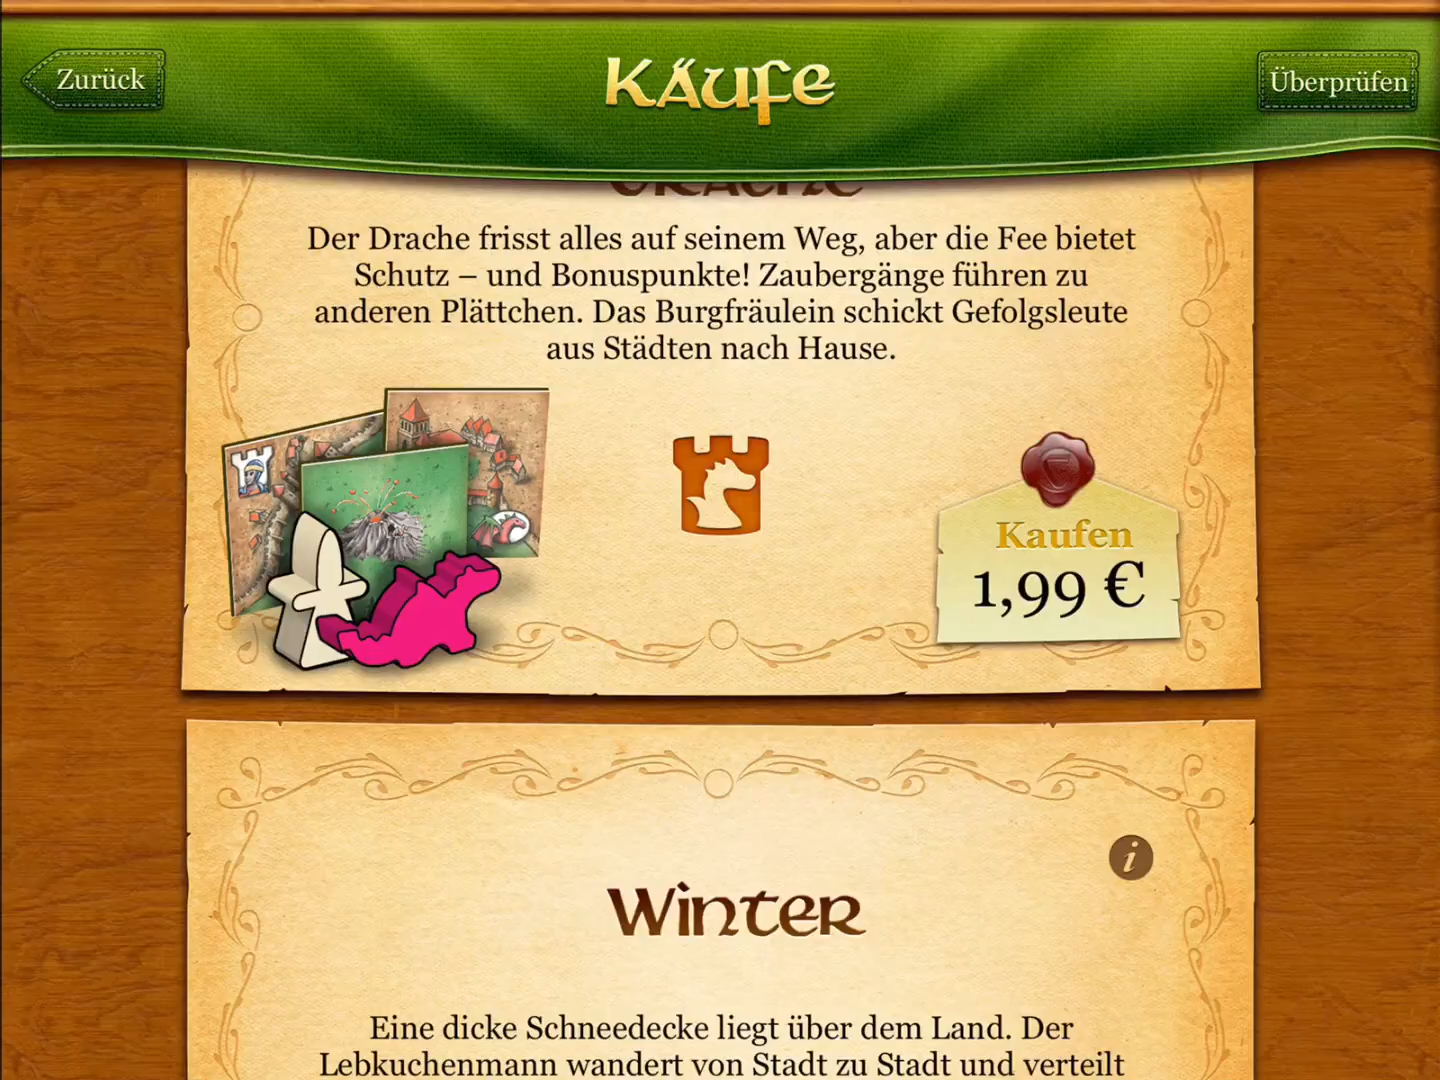 Zurück
Käufe
Überprüfen
Drache
Der Drache frisst alles auf seinem Weg, aber die Fee bietet
Schutz – und Bonuspunkte! Zaubergänge führen zu
anderen Plättchen. Das Burgfräulein schickt Gefolgsleute
aus Städten nach Hause.
Kaufen
1,99 €
i
Winter
Eine dicke Schneedecke liegt über dem Land. Der
Lebkuchenmann wandert von Stadt zu Stadt und verteilt